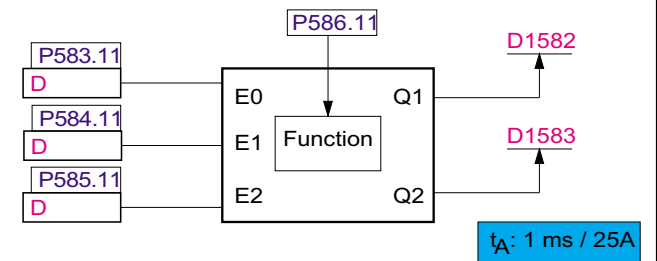 P586.11
P583.11
D
P584.11
D
P585.11
D
E0
E1
E2
Function
Q1
Q2
D1582
D1583
tA: 1 ms / 25A